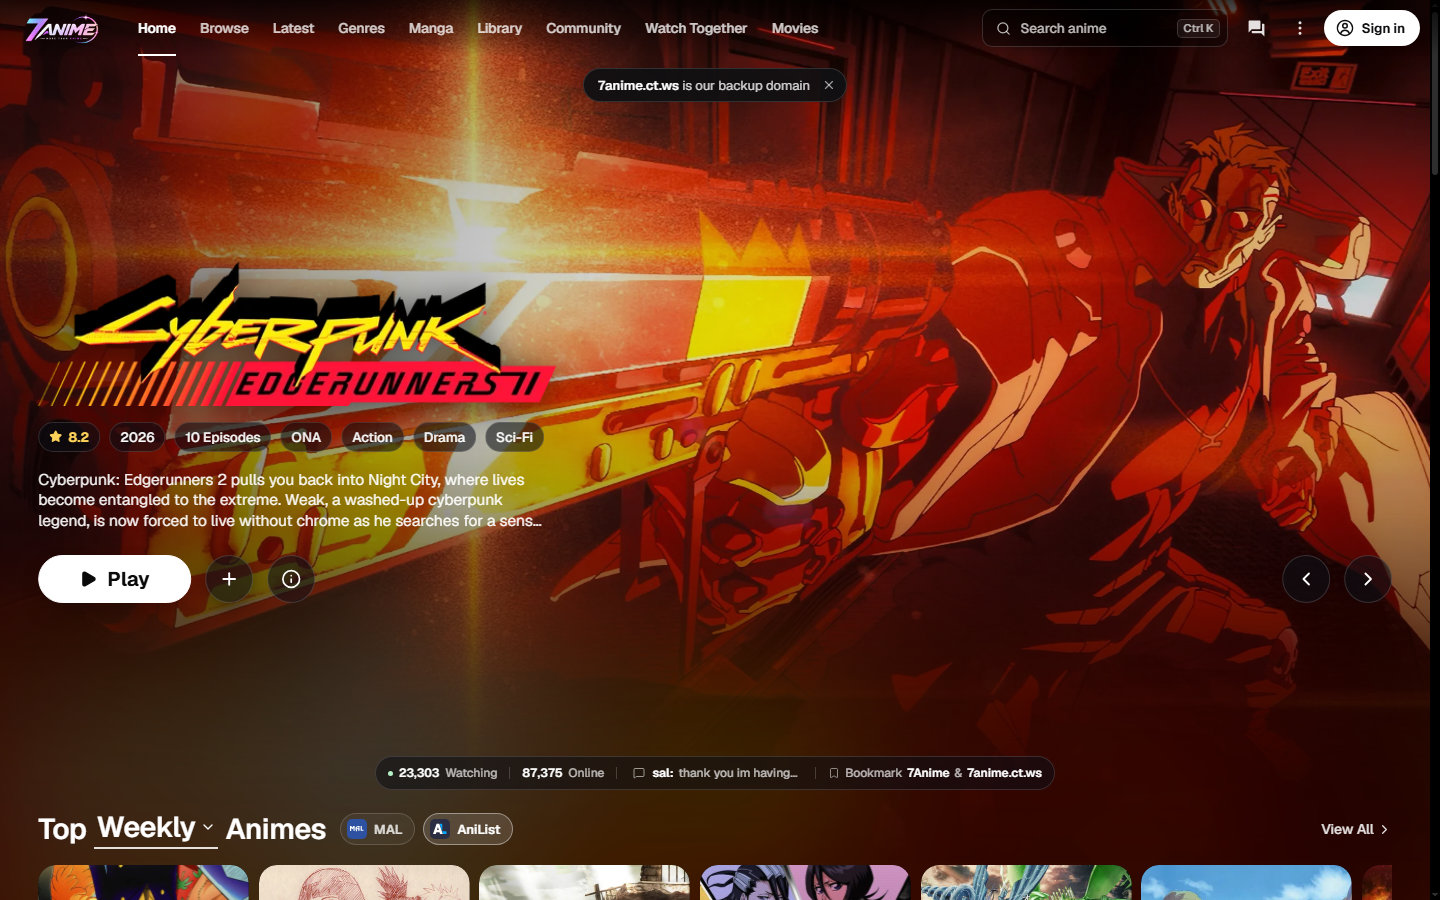 7ANIME
Home Browse Latest Genres Manga Library Community Watch Together Movies
Search anime Ctrl K
Sign in
7anime.ct.ws is our backup domain
CYBERPUNK
EDGERUNNERS
8.2 2026 10 Episodes ONA Action Drama Sci-Fi
Cyberpunk: Edgerunners 2 pulls you back into Night City, where lives
become entangled to the extreme. Weak, a washed-up cyberpunk
legend, is now forced to live without chrome as he searches for a sens...
Play
23,303 Watching 87,375 Online sal: thank you im having... Bookmark 7Anime & 7anime.ct.ws
Top Weekly Animes MAL MAL A AniList View All